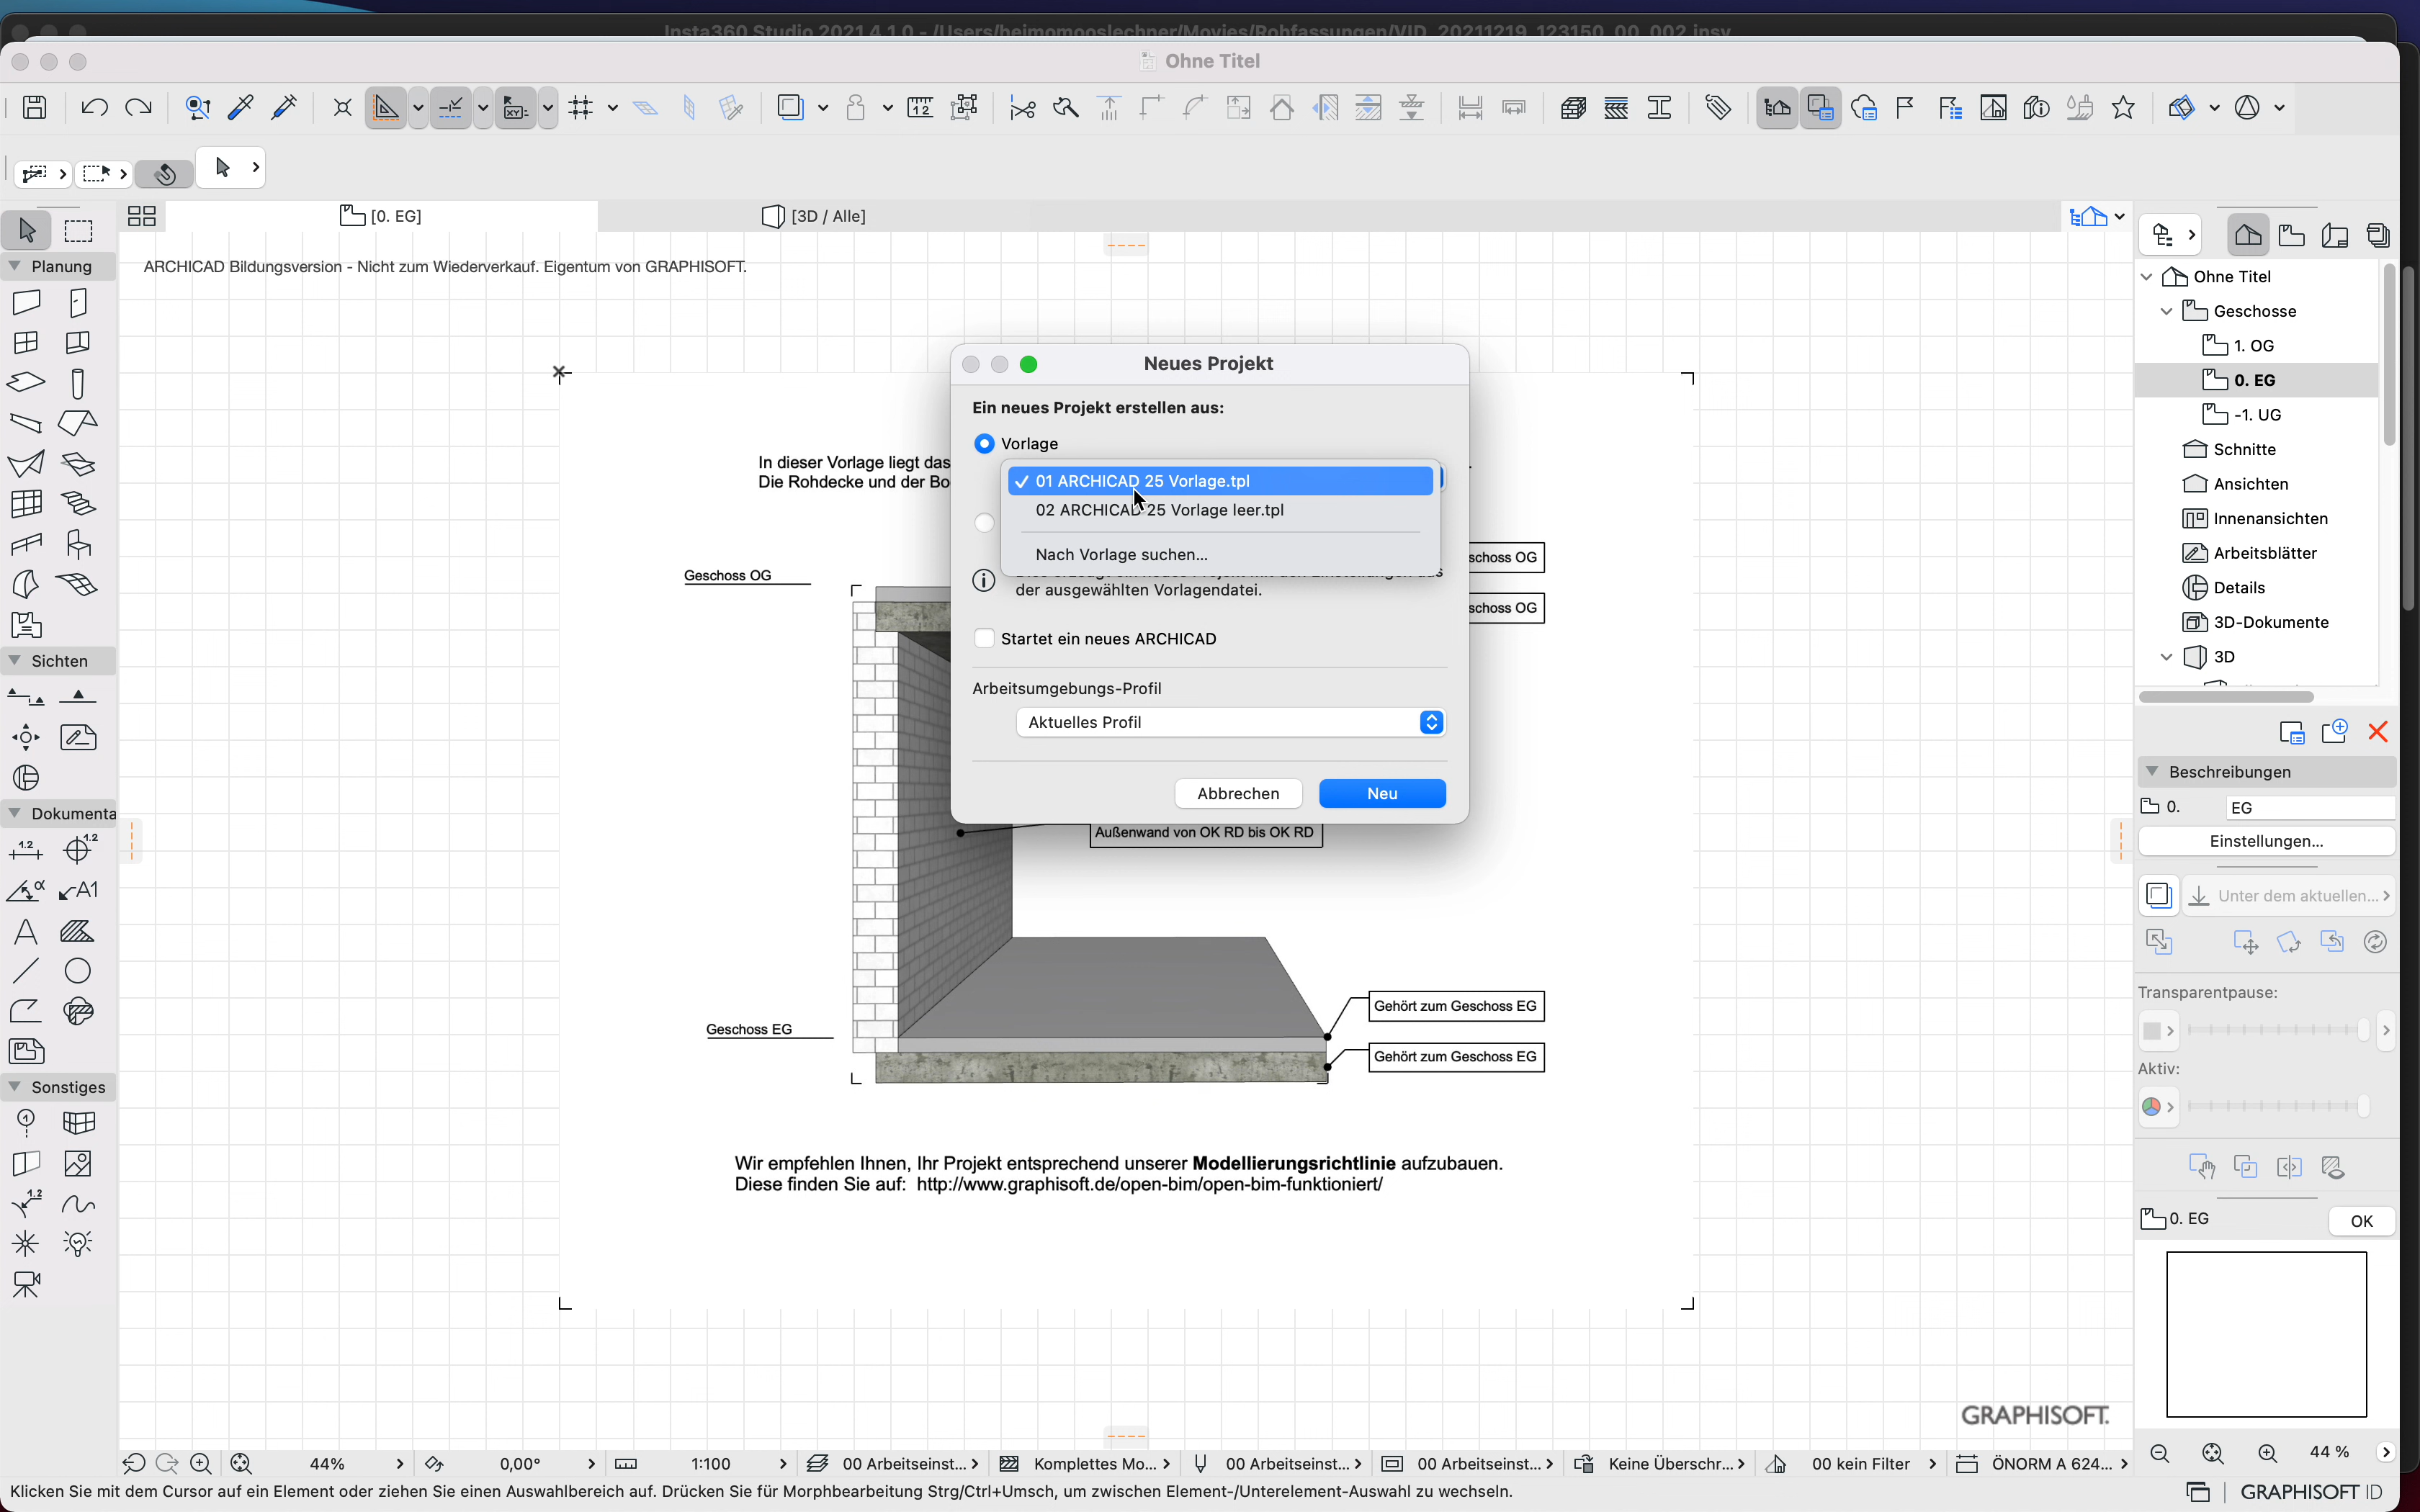 Insta360 Studio 2021 4.1.0 - /Users/heimomooslechner/Movies/Rohfassungen/VID_20211219_123150_00_002.insv
Ohne Titel
[0. EG]
[3D / Alle]
ARCHICAD Bildungsversion - Nicht zum Wiederverkauf. Eigentum von GRAPHISOFT.
Planung
Sichten
Dokumenta
1.2
1.2
α
A1
Sonstiges
1
1.2
In dieser Vorlage liegt das
Die Rohdecke und der Bo
Geschoss OG
schoss OG
schoss OG
Außenwand von OK RD bis OK RD
Geschoss EG
Gehört zum Geschoss EG
Gehört zum Geschoss EG
Wir empfehlen Ihnen, Ihr Projekt entsprechend unserer Modellierungsrichtlinie aufzubauen.
Diese finden Sie auf: http://www.graphisoft.de/open-bim/open-bim-funktioniert/
GRAPHISOFT.
Neues Projekt
Ein neues Projekt erstellen aus:
Vorlage
✓ 01 ARCHICAD 25 Vorlage.tpl
02 ARCHICAD 25 Vorlage leer.tpl
Nach Vorlage suchen...
der ausgewählten Vorlagendatei.
Startet ein neues ARCHICAD
Arbeitsumgebungs-Profil
Aktuelles Profil
Abbrechen
Neu
Ohne Titel
Geschosse
1. OG
0. EG
-1. UG
Schnitte
Ansichten
Innenansichten
Arbeitsblätter
Details
3D-Dokumente
3D
Beschreibungen
0.
EG
Einstellungen...
Unter dem aktuellen...
Transparentpause:
Aktiv:
0. EG
OK
44 %
44%
0,00°
1:100
00 Arbeitseinst...
Komplettes Mo...
00 Arbeitseinst...
00 Arbeitseinst...
Keine Überschr...
00 kein Filter
ÖNORM A 624...
Klicken Sie mit dem Cursor auf ein Element oder ziehen Sie einen Auswahlbereich auf. Drücken Sie für Morphbearbeitung Strg/Ctrl+Umsch, um zwischen Element-/Unterelement-Auswahl zu wechseln.
GRAPHISOFT ID